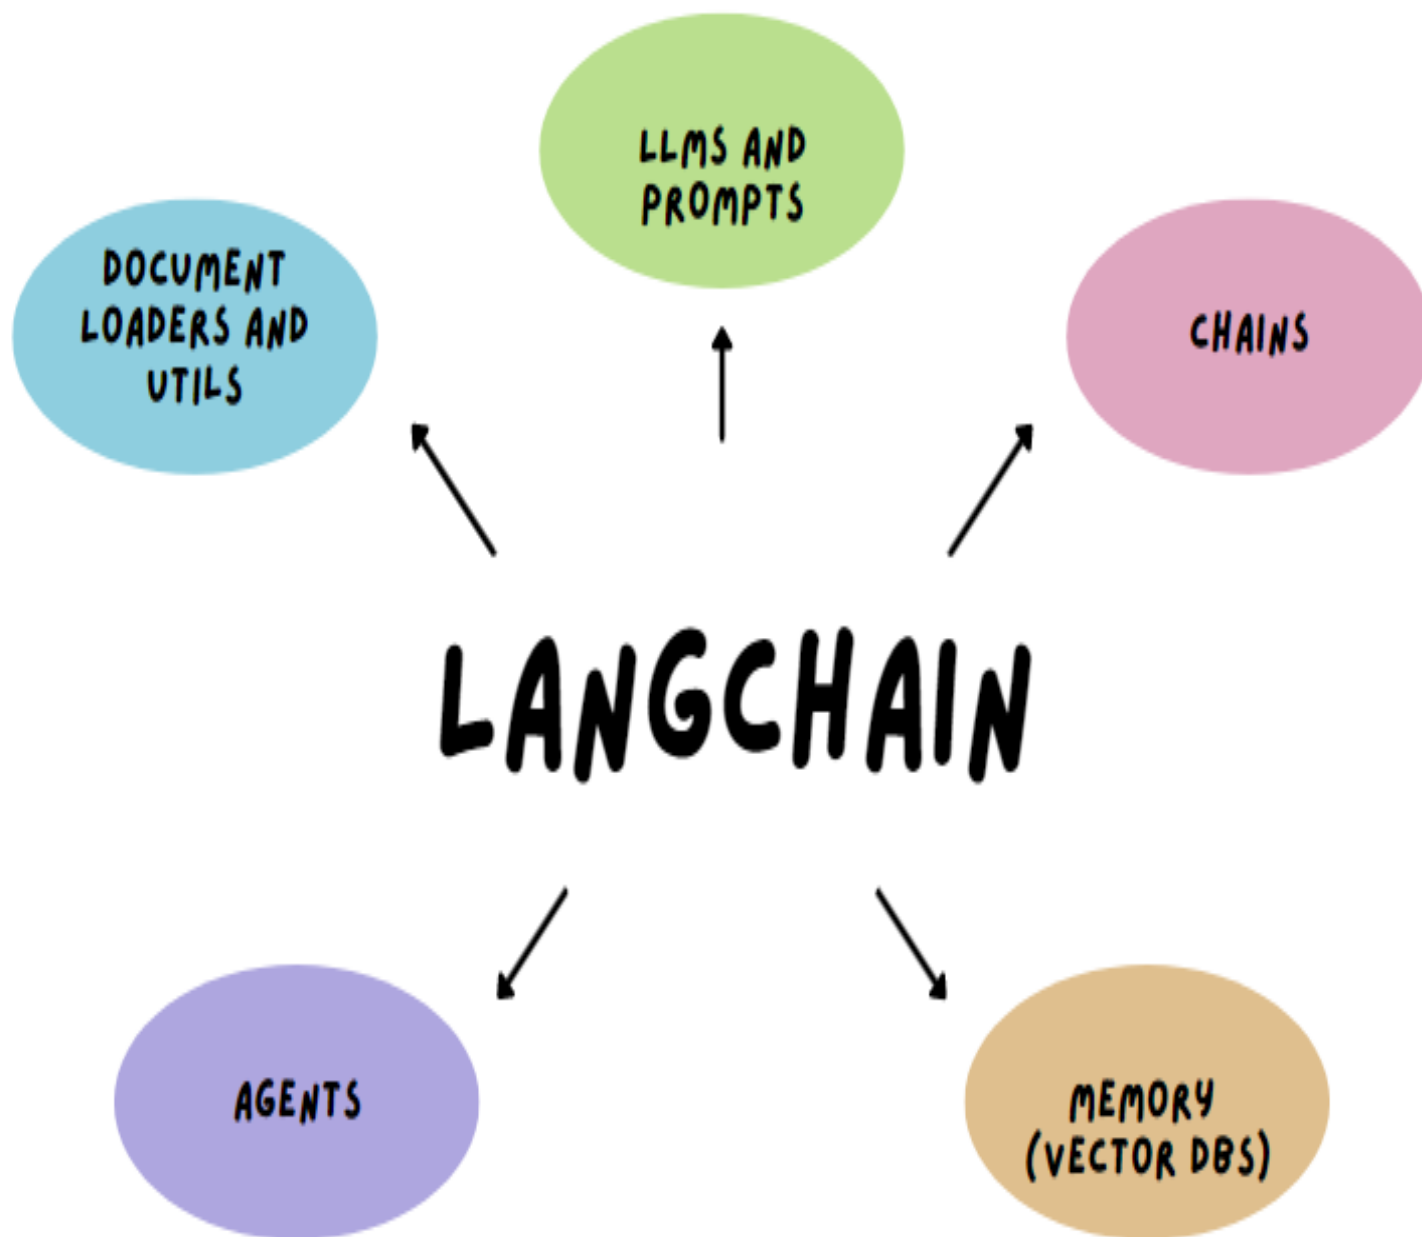 LLMS AND
PROMPTS
DOCUMENT
LOADERS AND
UTILS
CHAINS
LANGCHAIN
AGENTS
MEMORY
(VECTOR DBS)